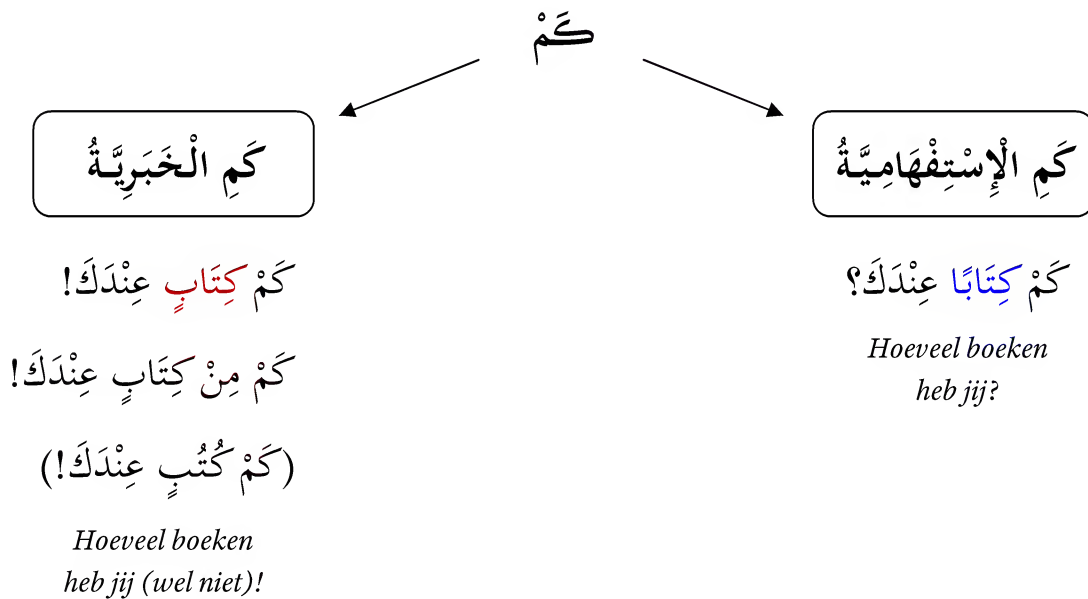 كَمْ
كَمِ الْإِسْتِفْهَامِيَّةُ
كَمْ كِتَابًا عِنْدَكَ؟
Hoeveel boeken
heb jij?
كَمِ الْخَبَرِيَّةُ
كَمْ كِتَابٍ عِنْدَكَ!
كَمْ مِنْ كِتَابٍ عِنْدَكَ!
(كَمْ كُتُبٍ عِنْدَكَ!)
Hoeveel boeken
heb jij (wel niet)!